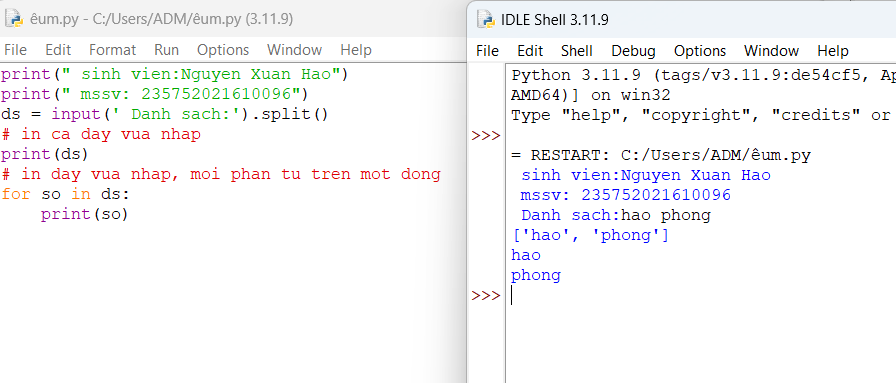 êum.py - C:/Users/ADM/êum.py (3.11.9)
File Edit Format Run Options Window Help
print(" sinh vien:Nguyen Xuan Hao")
print(" mssv: 235752021610096")
ds = input(' Danh sach:').split()
# in ca day vua nhap
print(ds)
# in day vua nhap, moi phan tu tren mot dong
for so in ds:
    print(so)
IDLE Shell 3.11.9
File Edit Shell Debug Options Window Help
Python 3.11.9 (tags/v3.11.9:de54cf5, Ap
AMD64)] on win32
Type "help", "copyright", "credits" or
>>>
= RESTART: C:/Users/ADM/êum.py
 sinh vien:Nguyen Xuan Hao
 mssv: 235752021610096
 Danh sach:hao phong
['hao', 'phong']
hao
phong
>>>